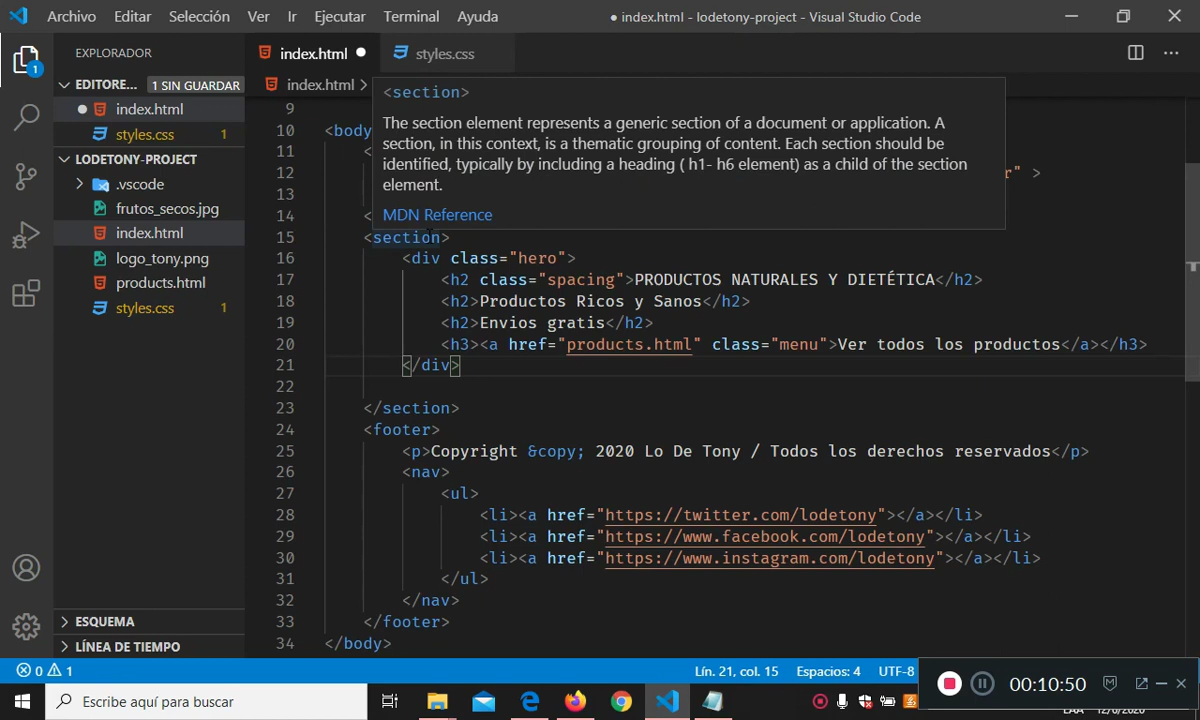 Archivo Editar Selección Ver Ir Ejecutar Terminal Ayuda ● index.html - lodetony-project - Visual Studio Code
EXPLORADOR
EDITORE... 1 SIN GUARDAR
index.html
styles.css 1
LODETONY-PROJECT
.vscode
frutos_secos.jpg
index.html
logo_tony.png
products.html
styles.css 1
ESQUEMA
LÍNEA DE TIEMPO
1
index.html ● styles.css
index.html >
<section>
The section element represents a generic section of a document or application. A
section, in this context, is a thematic grouping of content. Each section should be
identified, typically by including a heading ( h1- h6 element) as a child of the section
element.
MDN Reference
9
10 <body
11 <
12 " >
13
14 <
15 <section>
16 <div class="hero">
17 <h2 class="spacing">PRODUCTOS NATURALES Y DIETÉTICA</h2>
18 <h2>Productos Ricos y Sanos</h2>
19 <h2>Envios gratis</h2>
20 <h3><a href="products.html" class="menu">Ver todos los productos</a></h3>
21 </div>
22
23 </section>
24 <footer>
25 <p>Copyright &copy; 2020 Lo De Tony / Todos los derechos reservados</p>
26 <nav>
27 <ul>
28 <li><a href="https://twitter.com/lodetony"></a></li>
29 <li><a href="https://www.facebook.com/lodetony"></a></li>
30 <li><a href="https://www.instagram.com/lodetony"></a></li>
31 </ul>
32 </nav>
33 </footer>
34 </body>
0 1 Lín. 21, col. 15 Espacios: 4 UTF-8
00:10:50
Escribe aquí para buscar